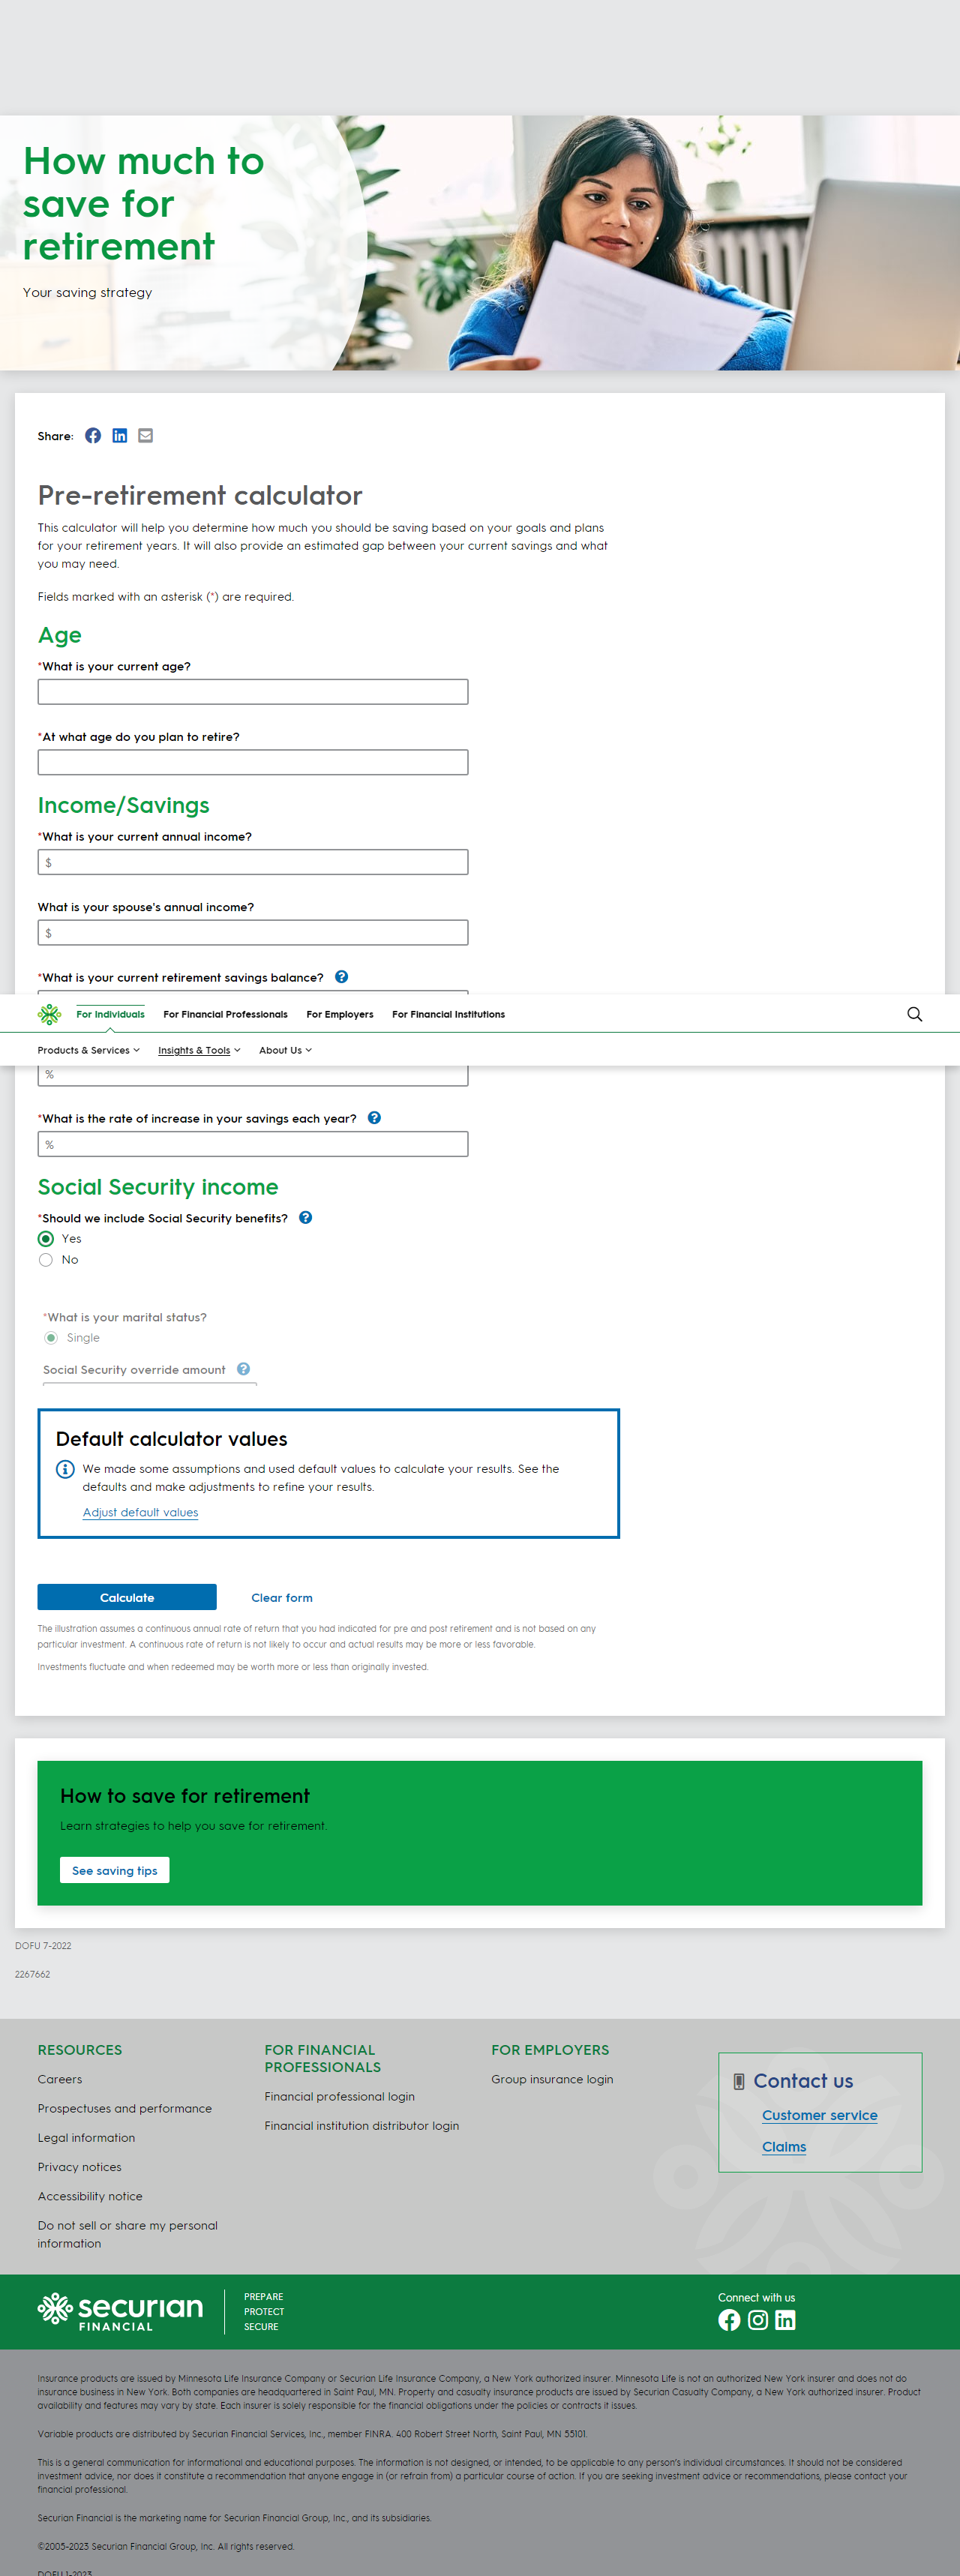 How much to
save for
retirement
Your saving strategy
Share:
Pre-retirement calculator
This calculator will help you determine how much you should be saving based on your goals and plans
for your retirement years. It will also provide an estimated gap between your current savings and what
you may need.
Fields marked with an asterisk (*) are required.
Age
*What is your current age?
*At what age do you plan to retire?
Income/Savings
*What is your current annual income?
$
What is your spouse's annual income?
$
*What is your current retirement savings balance? ?
For Individuals For Financial Professionals For Employers For Financial Institutions
Products & Services Insights & Tools About Us
%
*What is the rate of increase in your savings each year? ?
%
Social Security income
*Should we include Social Security benefits? ?
Yes
No
*What is your marital status?
Single
Social Security override amount ?
Default calculator values
We made some assumptions and used default values to calculate your results. See the
defaults and make adjustments to refine your results.
Adjust default values
Calculate Clear form
The illustration assumes a continuous annual rate of return that you had indicated for pre and post retirement and is not based on any
particular investment. A continuous rate of return is not likely to occur and actual results may be more or less favorable.
Investments fluctuate and when redeemed may be worth more or less than originally invested.
How to save for retirement
Learn strategies to help you save for retirement.
See saving tips
DOFU 7-2022
2267662
RESOURCES
Careers
Prospectuses and performance
Legal information
Privacy notices
Accessibility notice
Do not sell or share my personal
information
FOR FINANCIAL
PROFESSIONALS
Financial professional login
Financial institution distributor login
FOR EMPLOYERS
Group insurance login
Contact us
Customer service
Claims
securian
FINANCIAL
PREPARE
PROTECT
SECURE
Connect with us
Insurance products are issued by Minnesota Life Insurance Company or Securian Life Insurance Company, a New York authorized insurer. Minnesota Life is not an authorized New York insurer and does not do
insurance business in New York. Both companies are headquartered in Saint Paul, MN. Property and casualty insurance products are issued by Securian Casualty Company, a New York authorized insurer. Product
availability and features may vary by state. Each insurer is solely responsible for the financial obligations under the policies or contracts it issues.
Variable products are distributed by Securian Financial Services, Inc., member FINRA. 400 Robert Street North, Saint Paul, MN 55101.
This is a general communication for informational and educational purposes. The information is not designed, or intended, to be applicable to any person's individual circumstances. It should not be considered
investment advice, nor does it constitute a recommendation that anyone engage in (or refrain from) a particular course of action. If you are seeking investment advice or recommendations, please contact your
financial professional.
Securian Financial is the marketing name for Securian Financial Group, Inc., and its subsidiaries.
©2005-2023 Securian Financial Group, Inc. All rights reserved.
DOFU 1-2023